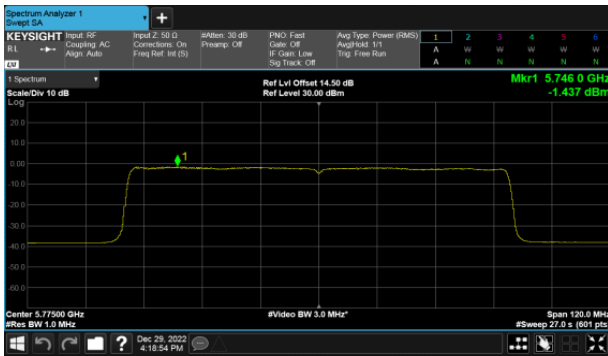 Spectrum Analyzer 1
Swept SA
+
KEYSIGHT Input: RF Input Z: 50 Ω #Atten: 30 dB PNO: Fast Avg Type: Power (RMS) 1 2 3 4 5 6
RL Coupling: AC Corrections: On Preamp: Off Gate: Off Avg|Hold: 1/1 A W W W W W
Align: Auto Freq Ref: Int (S) IF Gain: Low Trig: Free Run
Sig Track: Off A N N N N N
LXI
1 Spectrum Ref Lvl Offset 14.50 dB Mkr1 5.746 0 GHz
Scale/Div 10 dB Ref Level 30.00 dBm -1.437 dBm
Log
20.0
10.0
1
0.00
-10.0
-20.0
-30.0
-40.0
-50.0
-60.0
Center 5.77500 GHz #Video BW 3.0 MHz* Span 120.0 MHz
#Res BW 1.0 MHz #Sweep 27.0 s (601 pts)
? Dec 29, 2022
4:18:54 PM